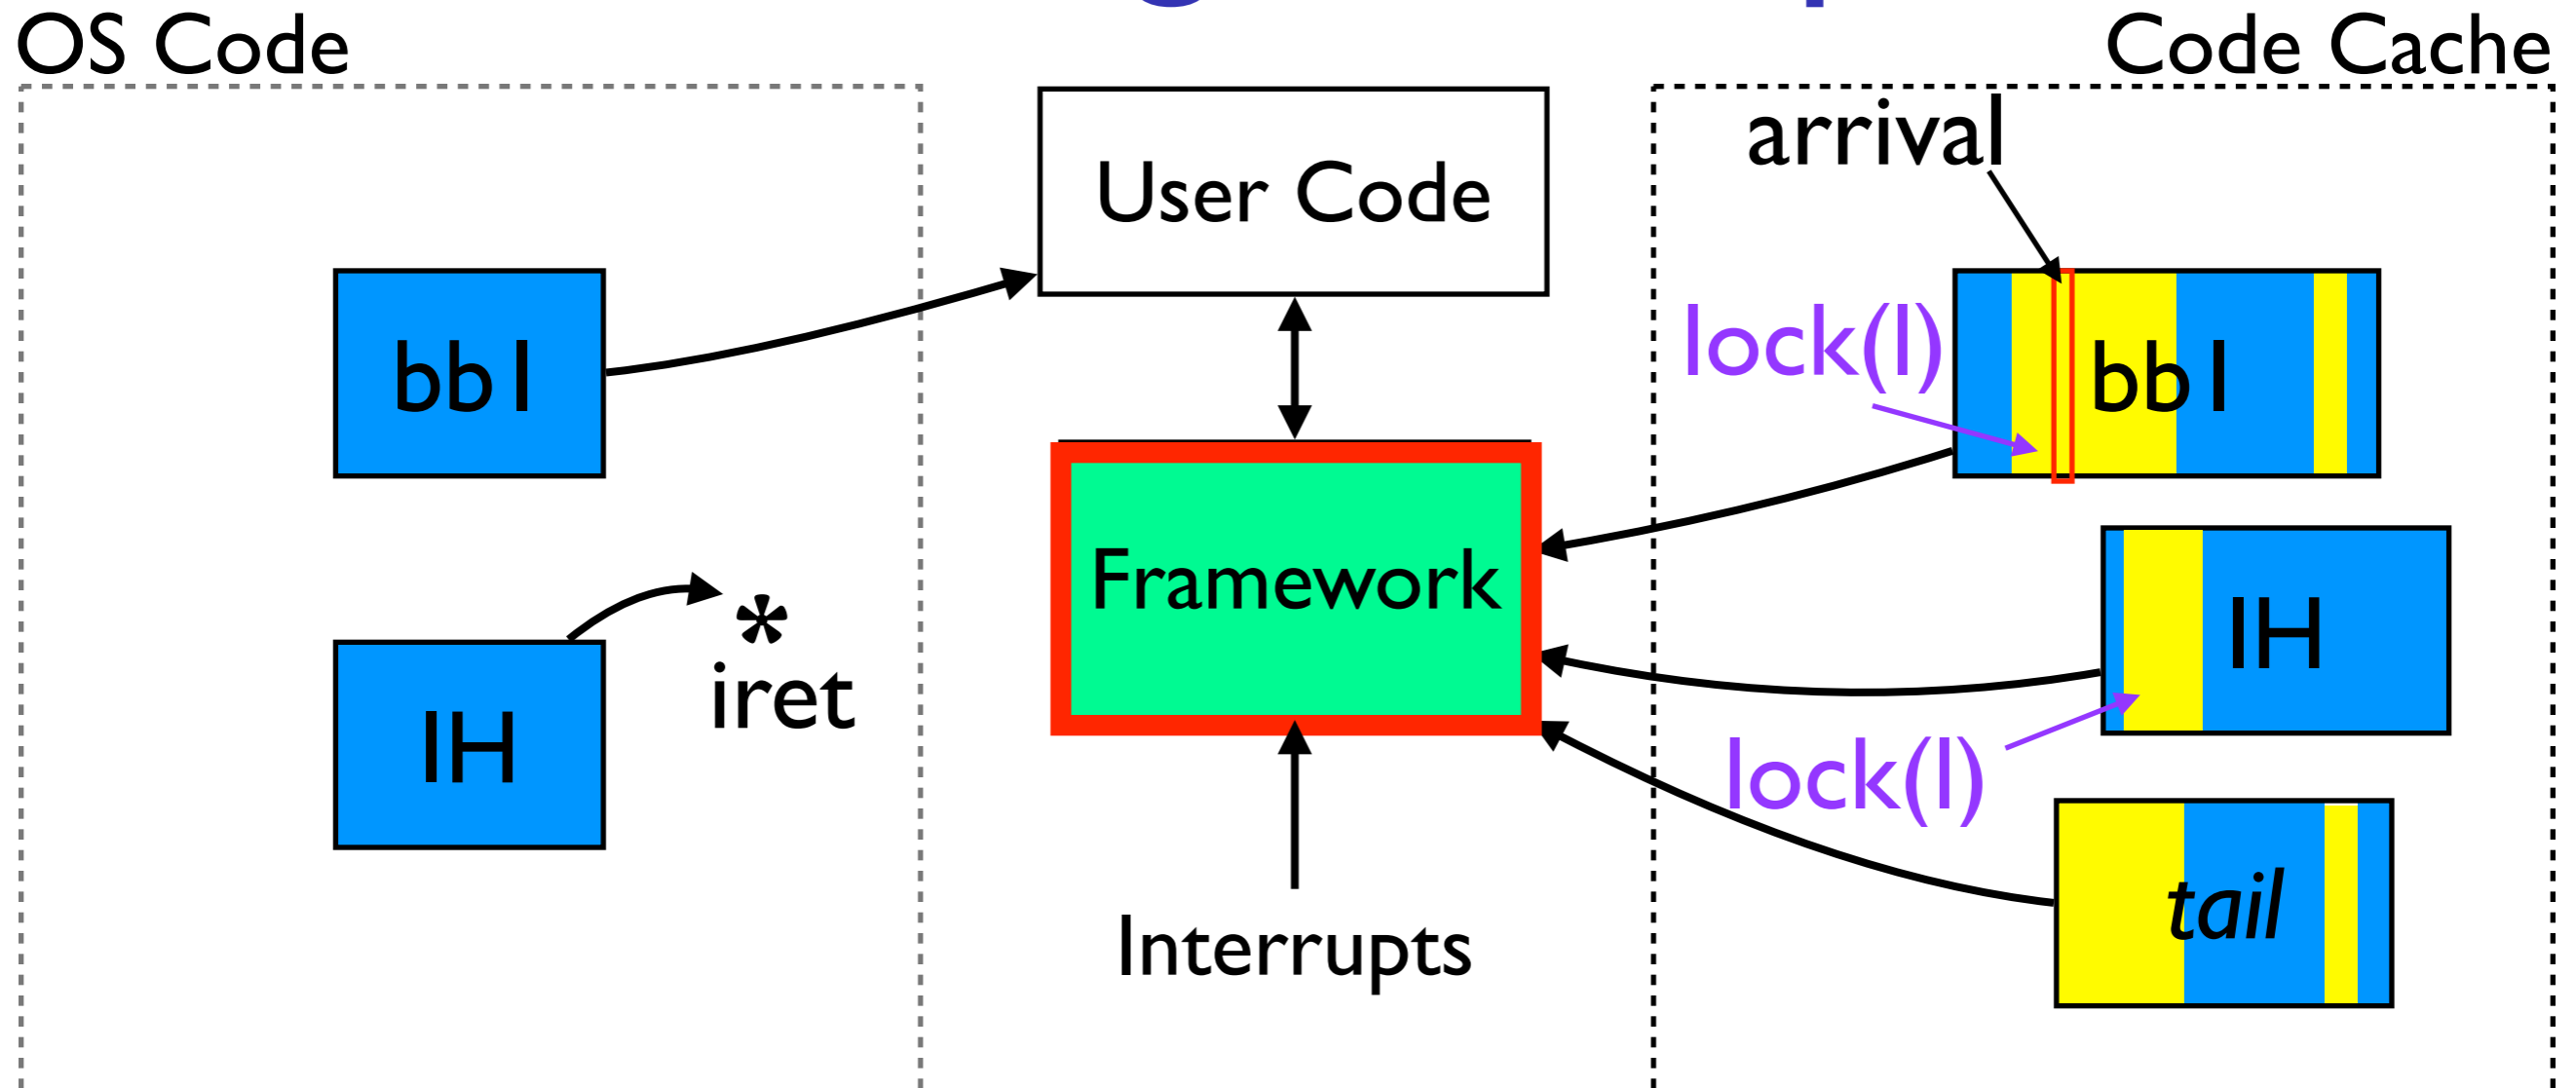 OS Code
Code Cache
arrival
User Code
lock(l)
bb1
bb1
Framework
IH
*
iret
IH
lock(l)
tail
Interrupts